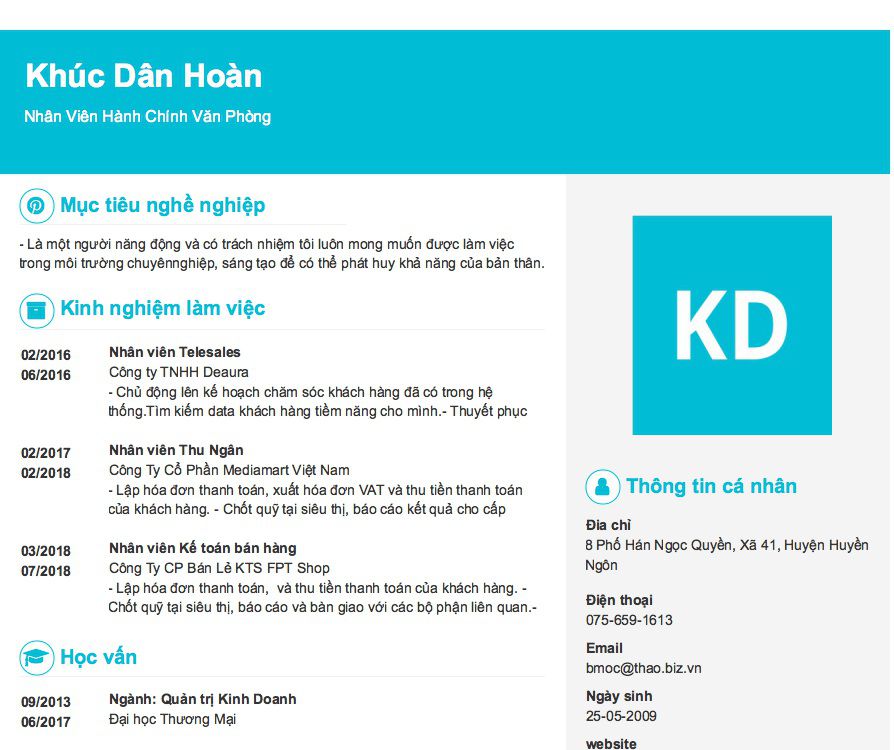 Khúc Dân Hoàn
Nhân Viên Hành Chính Văn Phòng
Mục tiêu nghề nghiệp
- Là một người năng động và có trách nhiệm tôi luôn mong muốn được làm việc
trong môi trường chuyênnghiệp, sáng tạo để có thể phát huy khả năng của bản thân.
Kinh nghiệm làm việc
02/2016
06/2016
Nhân viên Telesales
Công ty TNHH Deaura
- Chủ động lên kế hoạch chăm sóc khách hàng đã có trong hệ
thống.Tìm kiếm data khách hàng tiềm năng cho mình.- Thuyết phục
02/2017
02/2018
Nhân viên Thu Ngân
Công Ty Cổ Phần Mediamart Việt Nam
- Lập hóa đơn thanh toán, xuất hóa đơn VAT và thu tiền thanh toán
của khách hàng. - Chốt quỹ tại siêu thị, báo cáo kết quả cho cấp
03/2018
07/2018
Nhân viên Kế toán bán hàng
Công Ty CP Bán Lẻ KTS FPT Shop
- Lập hóa đơn thanh toán,  và thu tiền thanh toán của khách hàng. -
Chốt quỹ tại siêu thị, báo cáo và bàn giao với các bộ phận liên quan.-
Học vấn
09/2013
06/2017
Ngành: Quản trị Kinh Doanh
Đại học Thương Mại
KD
Thông tin cá nhân
Địa chỉ
8 Phố Hán Ngọc Quyền, Xã 41, Huyện Huyền
Ngôn
Điện thoại
075-659-1613
Email
bmoc@thao.biz.vn
Ngày sinh
25-05-2009
website